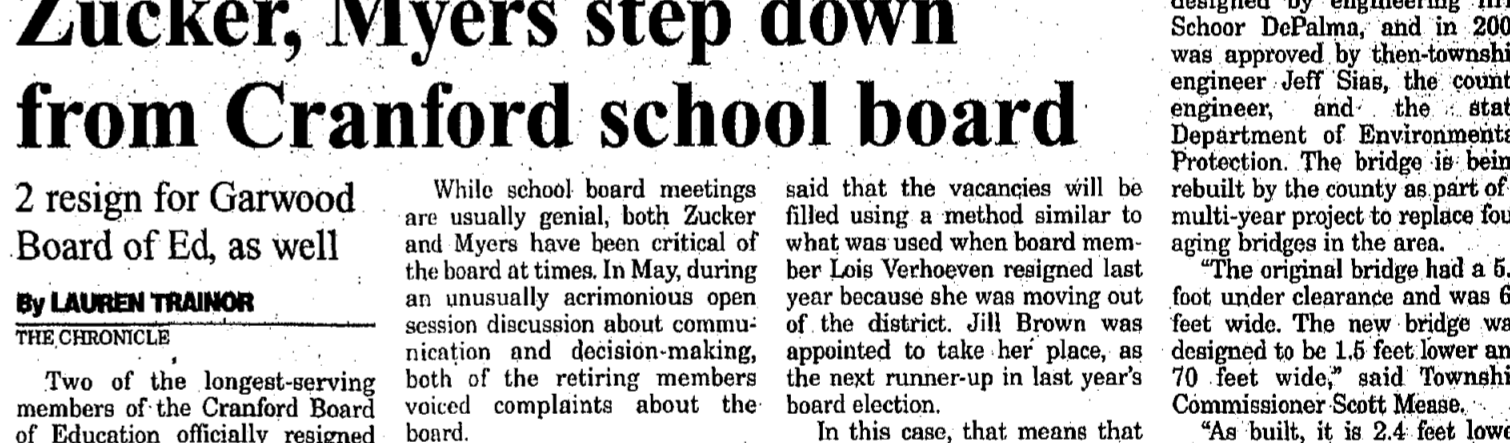 Zucker, Myers step down
from Cranford school board
2 resign for Garwood
Board of Ed, as well
By LAUREN TRAINOR
THE CHRONICLE
Two of the longest-serving
members of the Cranford Board
of Education officially resigned
While school board meetings
are usually genial, both Zucker
and Myers have been critical of
the board at times. In May, during
an unusually acrimonious open
session discussion about commu-
nication and decision-making,
both of the retiring members
voiced complaints about the
board.
said that the vacancies will be
filled using a method similar to
what was used when board mem-
ber Lois Verhoeven resigned last
year because she was moving out
of the district. Jill Brown was
appointed to take her place, as
the next runner-up in last year's
board election.
In this case, that means that
designed by engineering
Schoor DePalma, and in 200
was approved by then-townshi
engineer Jeff Sias, the count
engineer, and the stat
Department of Environmenta
Protection. The bridge is bein
rebuilt by the county as part of
multi-year project to replace fou
aging bridges in the area.
"The original bridge had a 5.
foot under clearance and was 6
feet wide. The new bridge wa
designed to be 1.5 feet lower an
70 feet wide," said Townshi
Commissioner Scott Mease.
"As built, it is 2.4 feet lowe